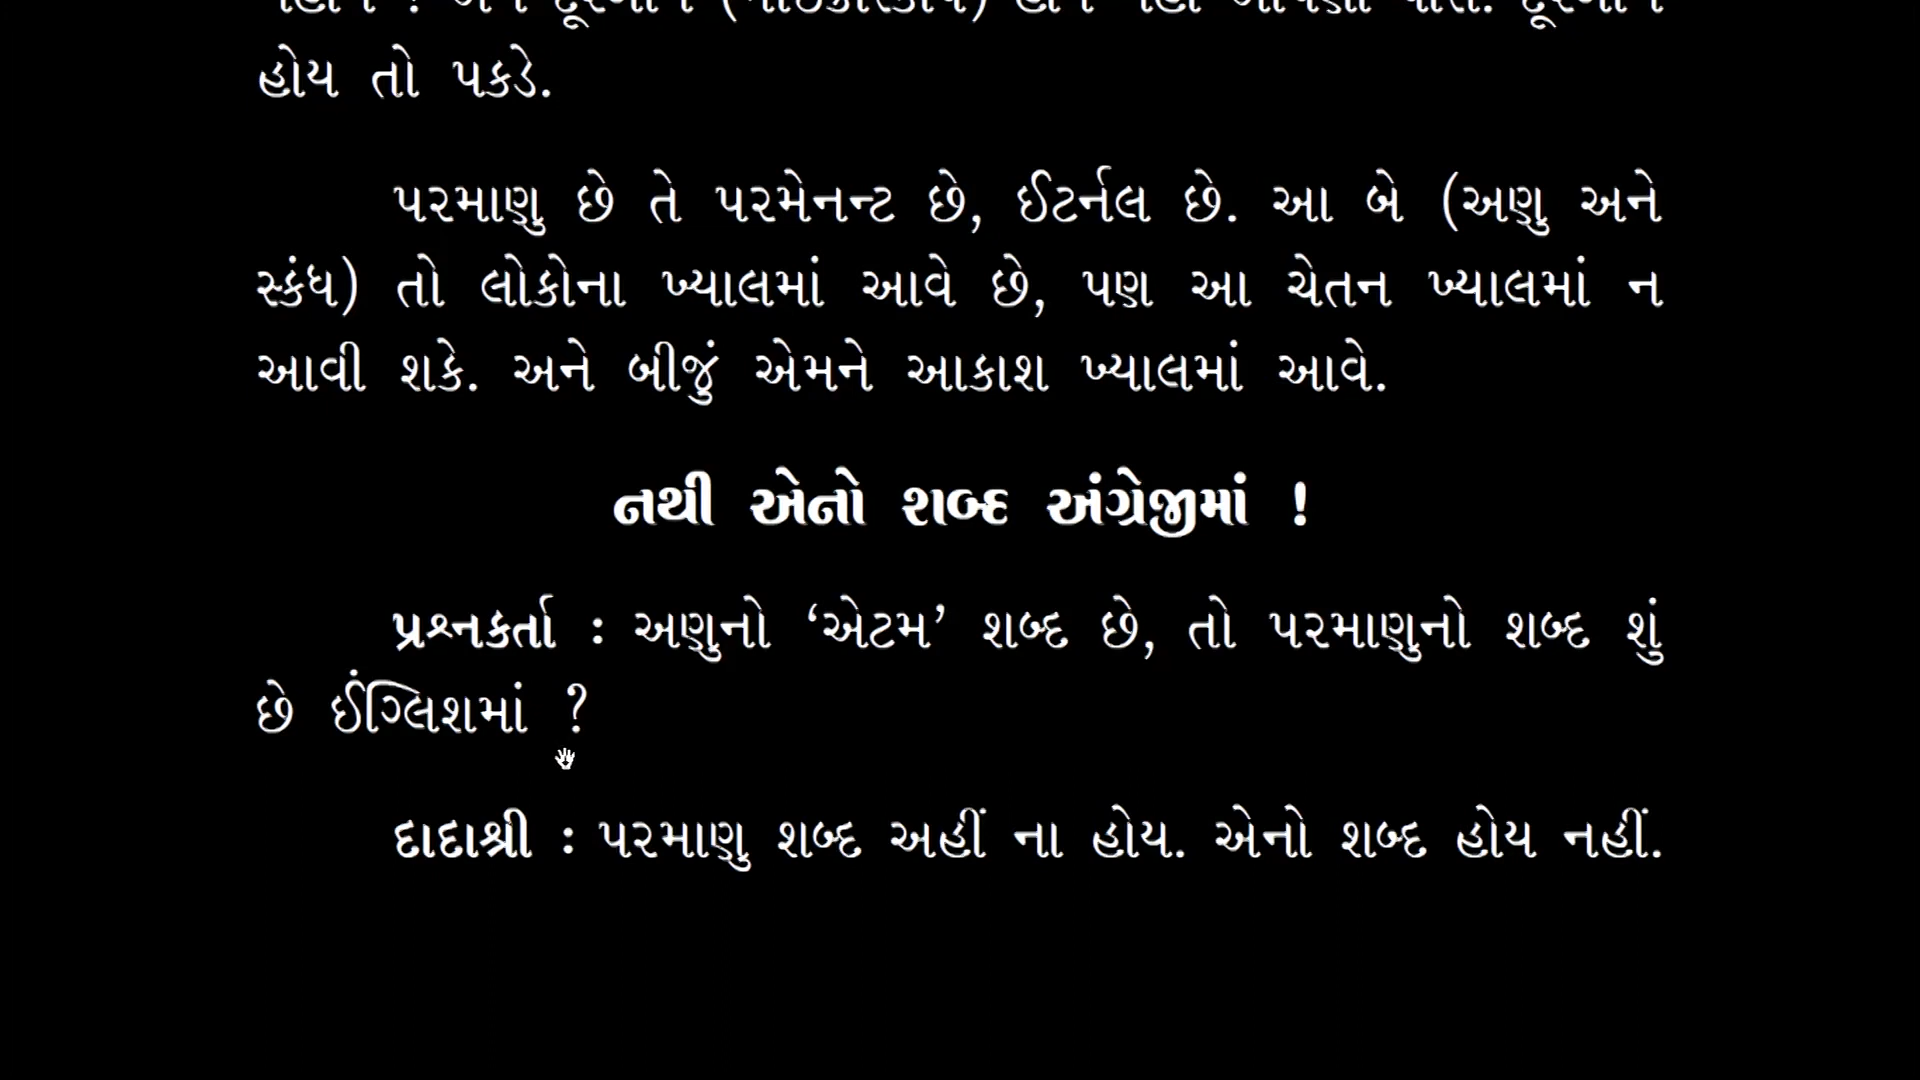 હોય તો પકડે.
પરમાણુ છે તે પરમેનન્ટ છે, ઈટર્નલ છે. આ બે (અણુ અને
સ્કંધ) તો લોકોના ખ્યાલમાં આવે છે, પણ આ ચેતન ખ્યાલમાં ન
આવી શકે. અને બીજું એમને આકાશ ખ્યાલમાં આવે.
નથી એનો શબ્દ અંગ્રેજીમાં !
પ્રશ્નકર્તા : અણુનો ‘એટમ’ શબ્દ છે, તો પરમાણુનો શબ્દ શું
છે ઈંગ્લિશમાં ?
દાદાશ્રી : પરમાણુ શબ્દ અહીં ના હોય. એનો શબ્દ હોય નહીં.